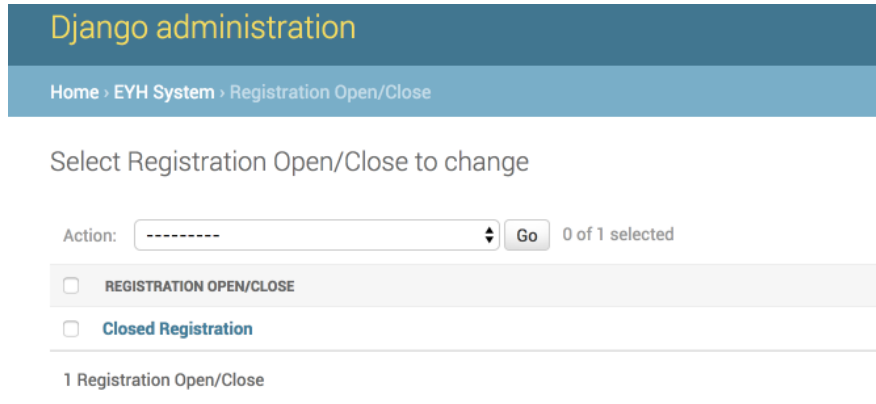 Django administration
Home › EYH System › Registration Open/Close
Select Registration Open/Close to change
Action: --------- Go 0 of 1 selected
REGISTRATION OPEN/CLOSE
Closed Registration
1 Registration Open/Close